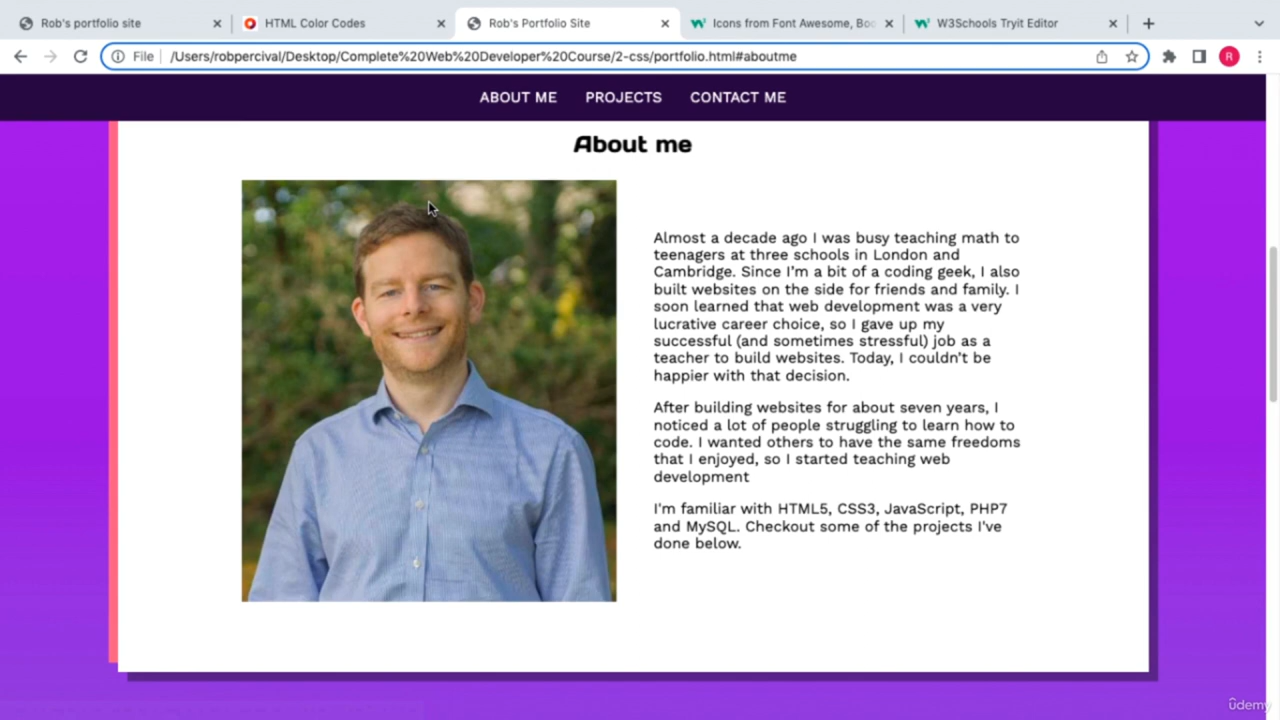 Rob's portfolio site
HTML Color Codes
Rob's Portfolio Site
Icons from Font Awesome, Boo
W3Schools Tryit Editor
File
/Users/robpercival/Desktop/Complete%20Web%20Developer%20Course/2-css/portfolio.html#aboutme
R
ABOUT ME PROJECTS CONTACT ME
About me
Almost a decade ago I was busy teaching math to
teenagers at three schools in London and
Cambridge. Since I'm a bit of a coding geek, I also
built websites on the side for friends and family. I
soon learned that web development was a very
lucrative career choice, so I gave up my
successful (and sometimes stressful) job as a
teacher to build websites. Today, I couldn't be
happier with that decision.
After building websites for about seven years, I
noticed a lot of people struggling to learn how to
code. I wanted others to have the same freedoms
that I enjoyed, so I started teaching web
development
I'm familiar with HTML5, CSS3, JavaScript, PHP7
and MySQL. Checkout some of the projects I've
done below.
ûdemy